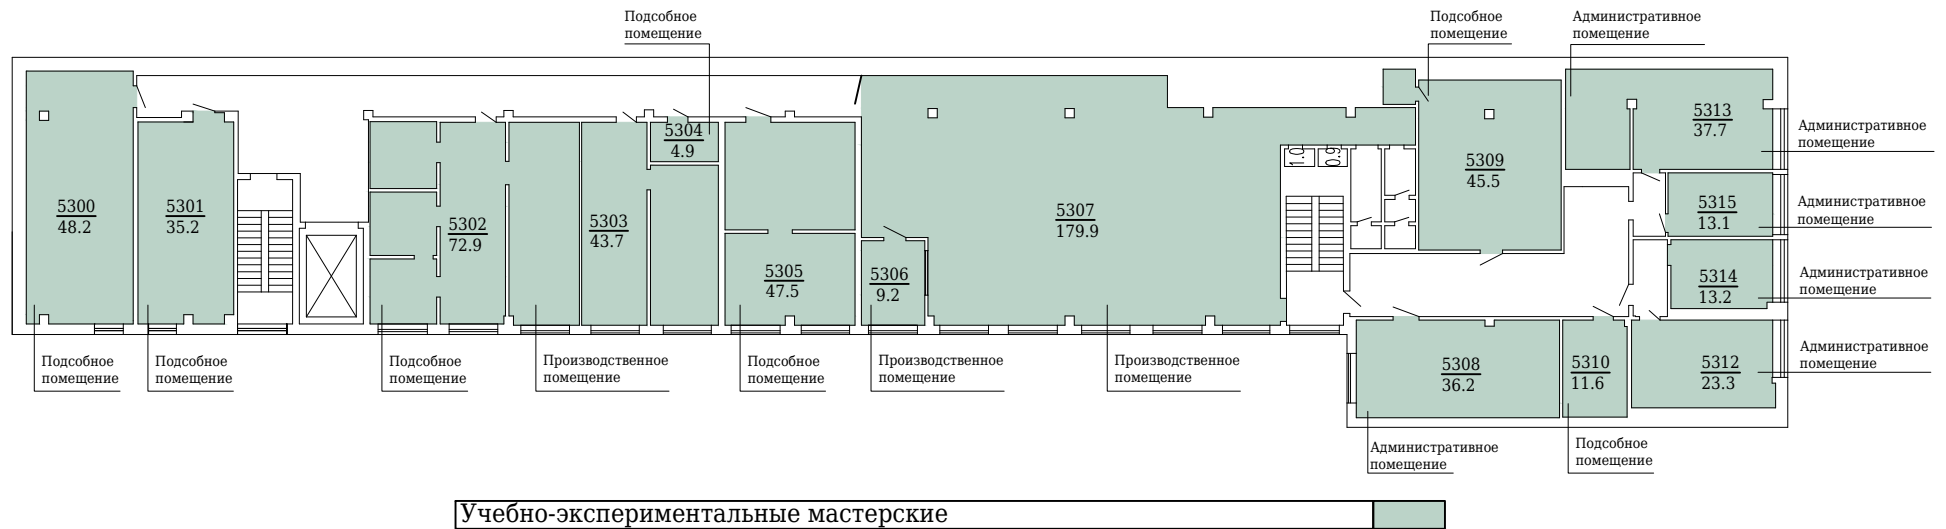 Подсобное
помещение
Подсобное
помещение
Административное
помещение
5300
48.2
5301
35.2
5302
72.9
5303
43.7
5304
4.9
5305
47.5
5306
9.2
5307
179.9
1.0
0.9
5309
45.5
5313
37.7
Административное
помещение
5315
13.1
Административное
помещение
5314
13.2
Административное
помещение
5308
36.2
5310
11.6
5312
23.3
Административное
помещение
Подсобное
помещение
Подсобное
помещение
Подсобное
помещение
Производственное
помещение
Подсобное
помещение
Производственное
помещение
Производственное
помещение
Административное
помещение
Подсобное
помещение
Учебно-экспериментальные мастерские